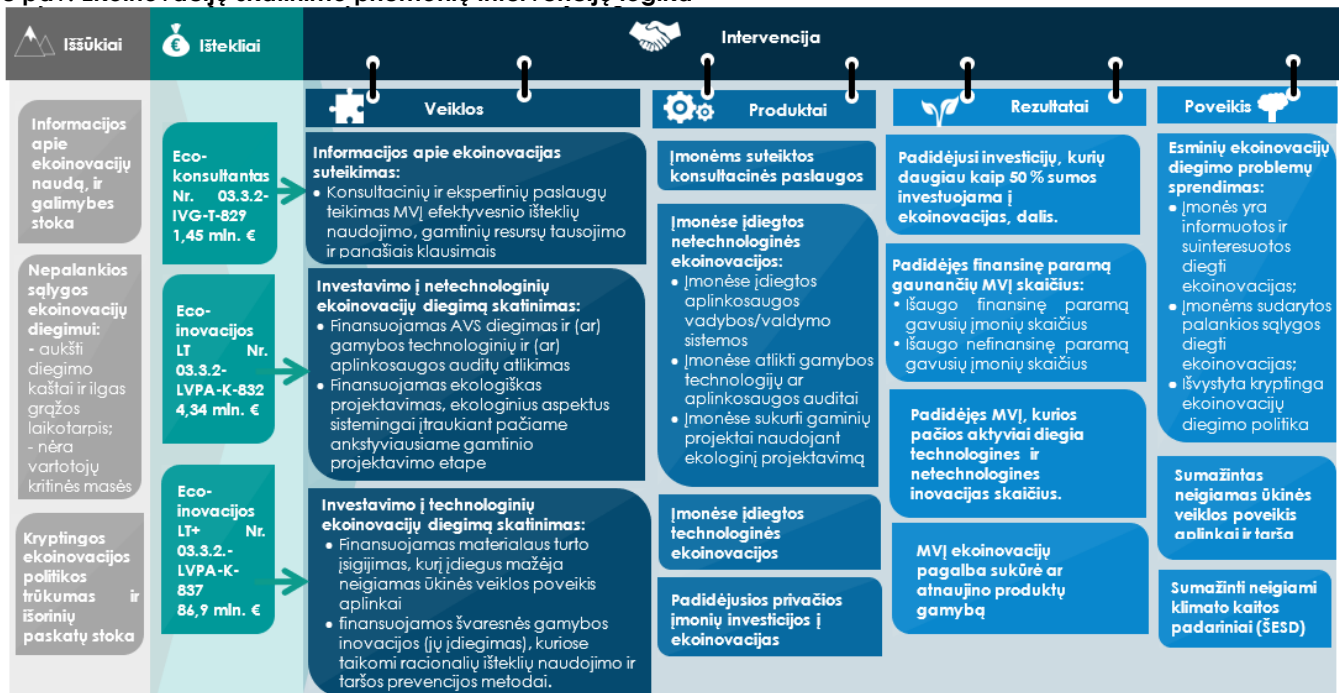 Iššūkiai
Ištekliai
Intervencija
Veiklos
Produktai
Rezultatai
Poveikis
Informacijos
apie
ekoinovacijų
naudą, ir
galimybes
stoka
Nepalankios
sąlygos
ekoinovacijų
diegimui:
- aukšti
diegimo
kaštai ir ilgas
grąžos
laikotarpis;
- nėra
vartotojų
kritinės masės
Kryptingos
ekoinovacijos
politikos
trūkumas ir
išorinių
paskatų stoka
Eco-
konsultantas
Nr. 03.3.2-
IVG-T-829
1,45 mln. €
Eco-
inovacijos
LT Nr.
03.3.2-
LVPA-K-832
4,34 mln. €
Eco-
inovacijos
LT+ Nr.
03.3.2.-
LVPA-K-
837
86,9 mln. €
Informacijos apie ekoinovacijas
suteikimas:
• Konsultacinių ir ekspertinių paslaugų
teikimas MVĮ efektyvesnio išteklių
naudojimo, gamtinių resursų tausojimo
ir panašiais klausimais
Investavimo į netechnologinių
ekoinovacijų diegimą skatinimas:
• Finansuojamas AVS diegimas ir (ar)
gamybos technologinių ir (ar)
aplinkosaugos auditų atlikimas
• Finansuojamas ekologiškas
projektavimas, ekologinius aspektus
sistemingai įtraukiant pačiame
ankstyviausiame gamtinio
projektavimo etape
Investavimo į technologinių
ekoinovacijų diegimą skatinimas:
• Finansuojamas materialaus turto
įsigijimas, kurį įdiegus mažėja
neigiamas ūkinės veiklos poveikis
aplinkai
• finansuojamos švaresnės gamybos
inovacijos (jų įdiegimas), kuriose
taikomi racionalių išteklių naudojimo ir
taršos prevencijos metodai.
Įmonėms suteiktos
konsultacinės paslaugos
Įmonėse įdiegtos
netechnologinės
ekoinovacijos:
• Įmonėse įdiegtos
aplinkosaugos
vadybos/valdymo
sistemos
• Įmonėse atlikti gamybos
technologijų ar
aplinkosaugos auditai
• Įmonėse sukurti gaminių
projektai naudojant
ekologinį projektavimą
Įmonėse įdiegtos
technologinės
ekoinovacijos
Padidėjusios privačios
įmonių investicijos į
ekoinovacijas
Padidėjusi investicijų, kurių
daugiau kaip 50 % sumos
investuojama į
ekoinovacijas, dalis.
Padidėjęs finansinę paramą
gaunančių MVĮ skaičius:
• Išaugo finansinę paramą
gavusių įmonių skaičius
• Išaugo nefinansinę paramą
gavusių įmonių skaičius
Padidėjęs MVĮ, kurios
pačios aktyviai diegia
technologines ir
netechnologines
inovacijas skaičius.
MVĮ ekoinovacijų
pagalba sukūrė ar
atnaujino produktų
gamybą
Esminių ekoinovacijų
diegimo problemų
sprendimas:
• Įmonės yra
informuotos ir
suinteresuotos
diegti
ekoinovacijas;
• Įmonėms sudarytos
palankios sąlygos
diegti
ekoinovacijas;
• Išvystyta kryptinga
ekoinovacijų
diegimo politika
Sumažintas
neigiamas ūkinės
veiklos poveikis
aplinkai ir tarša
Sumažinti neigiami
klimato kaitos
padariniai (ŠESD)